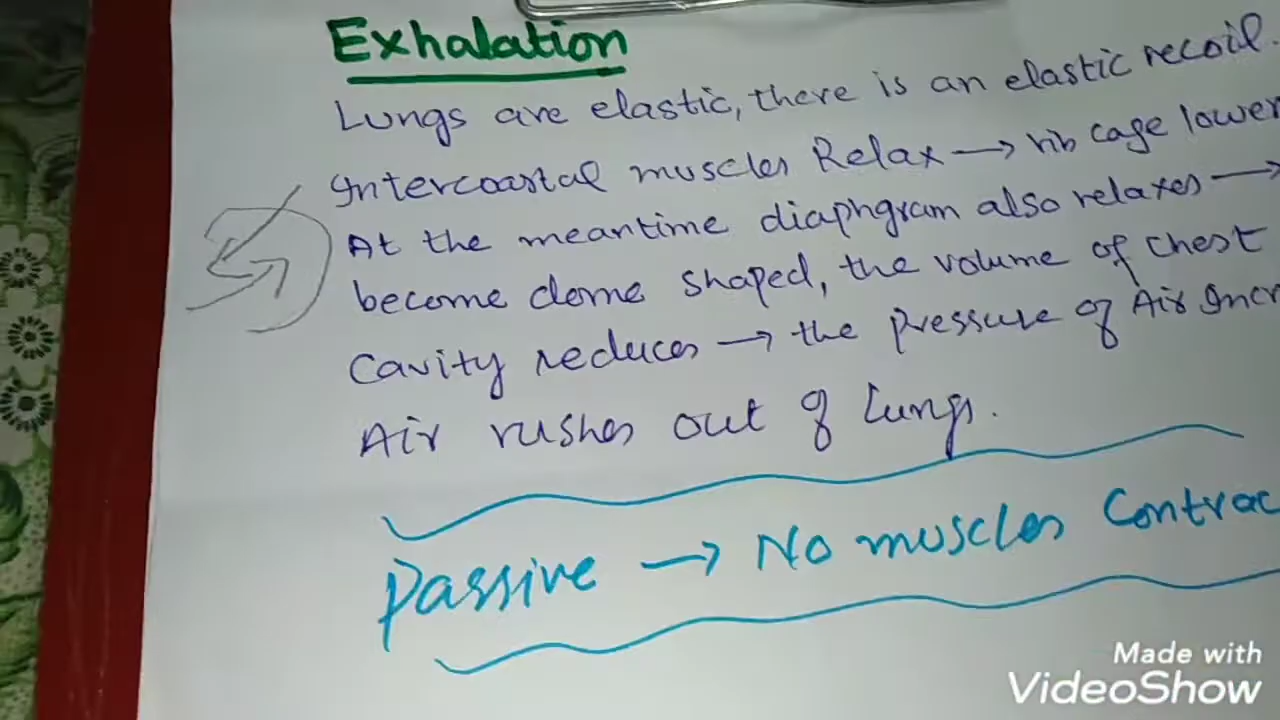 Exhalation
Lungs are elastic, there is an elastic recoil.
Intercoastal muscles Relax → rib cage lower
At the meantime diaphgram also relaxes →
become dome shaped, the volume of chest
Cavity reduces → the pressure of Air Incr
Air rushes out of lungs.
Passive → No muscles Contrac
Made with
VideoShow